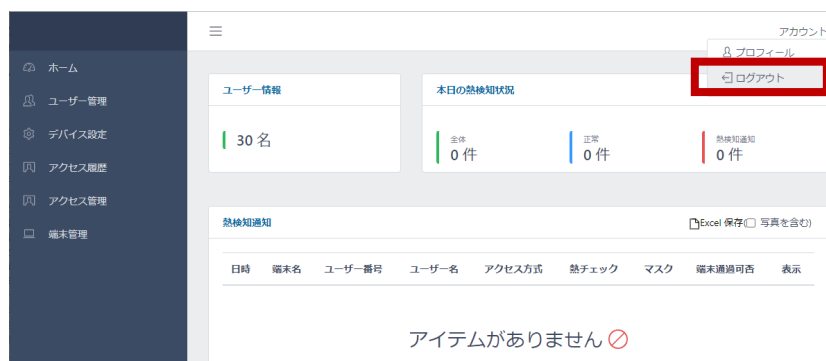 アカウント
プロフィール
ログアウト
ホーム
ユーザー管理
デバイス設定
アクセス履歴
アクセス管理
端末管理
ユーザー情報
30 名
本日の熱検知状況
全体
0 件
正常
0 件
熱検知通知
0 件
熱検知通知
Excel 保存(□ 写真を含む)
日時 端末名 ユーザー番号 ユーザー名 アクセス方式 熱チェック マスク 端末通過可否 表示
アイテムがありません